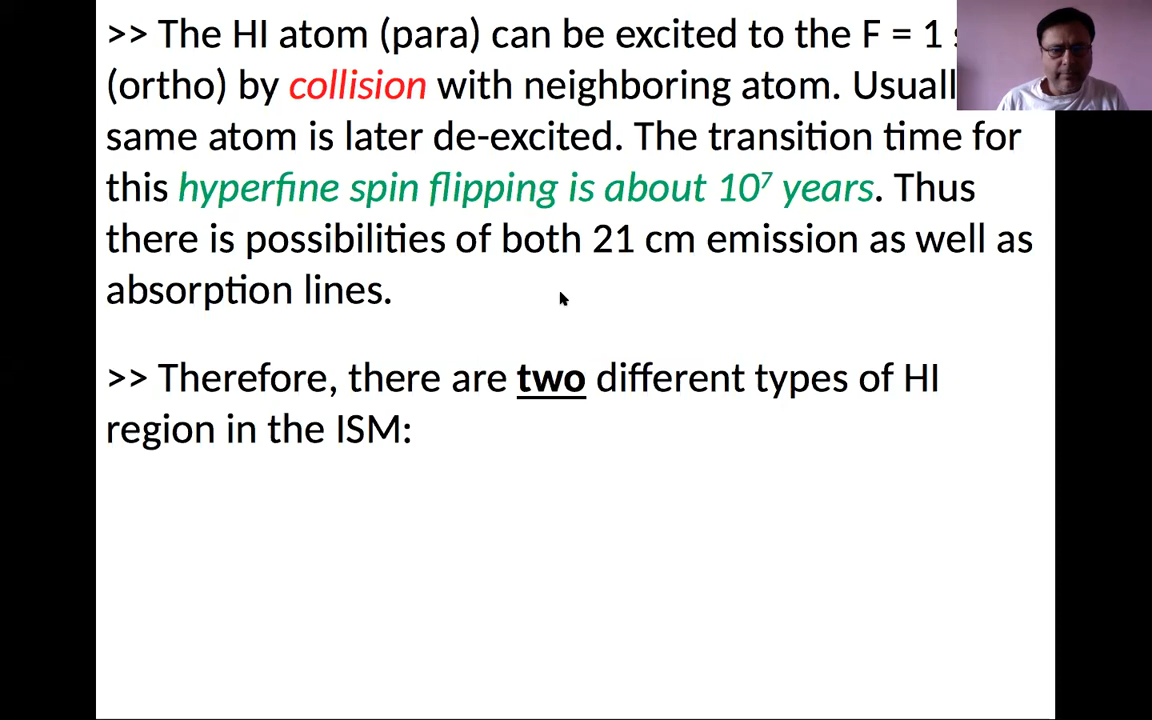 >> The HI atom (para) can be excited to the F = 1
(ortho) by collision with neighboring atom. Usuall
same atom is later de-excited. The transition time for
this hyperfine spin flipping is about 10⁷ years. Thus
there is possibilities of both 21 cm emission as well as
absorption lines.
>> Therefore, there are two different types of HI
region in the ISM: